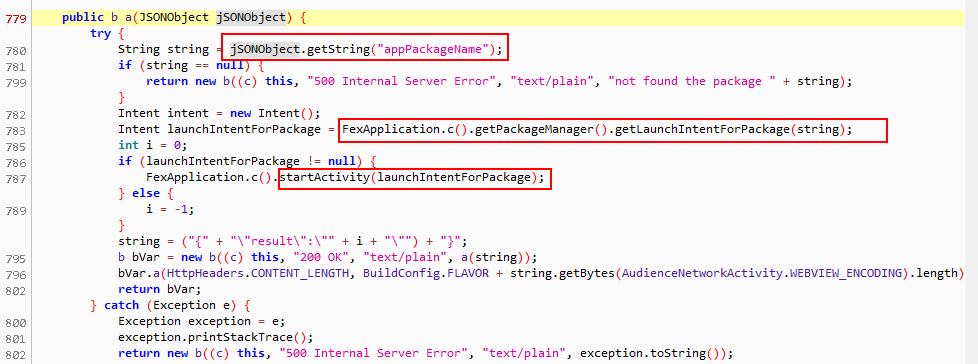 779 public b a(JSONObject jSONObject) {
try {
780 String string = jSONObject.getString("appPackageName");
781 if (string == null) {
799 return new b((c) this, "500 Internal Server Error", "text/plain", "not found the package " + string);
}
782 Intent intent = new Intent();
783 Intent launchIntentForPackage = FexApplication.c().getPackageManager().getLaunchIntentForPackage(string);
785 int i = 0;
786 if (launchIntentForPackage != null) {
787 FexApplication.c().startActivity(launchIntentForPackage);
} else {
789 i = -1;
}
string = ("{" + "\"result\":\"" + i + "\"") + "}";
795 b bVar = new b((c) this, "200 OK", "text/plain", a(string));
796 bVar.a(HttpHeaders.CONTENT_LENGTH, BuildConfig.FLAVOR + string.getBytes(AudienceNetworkActivity.WEBVIEW_ENCODING).length)
802 return bVar;
} catch (Exception e) {
800 Exception exception = e;
801 exception.printStackTrace();
802 return new b((c) this, "500 Internal Server Error", "text/plain", exception.toString());